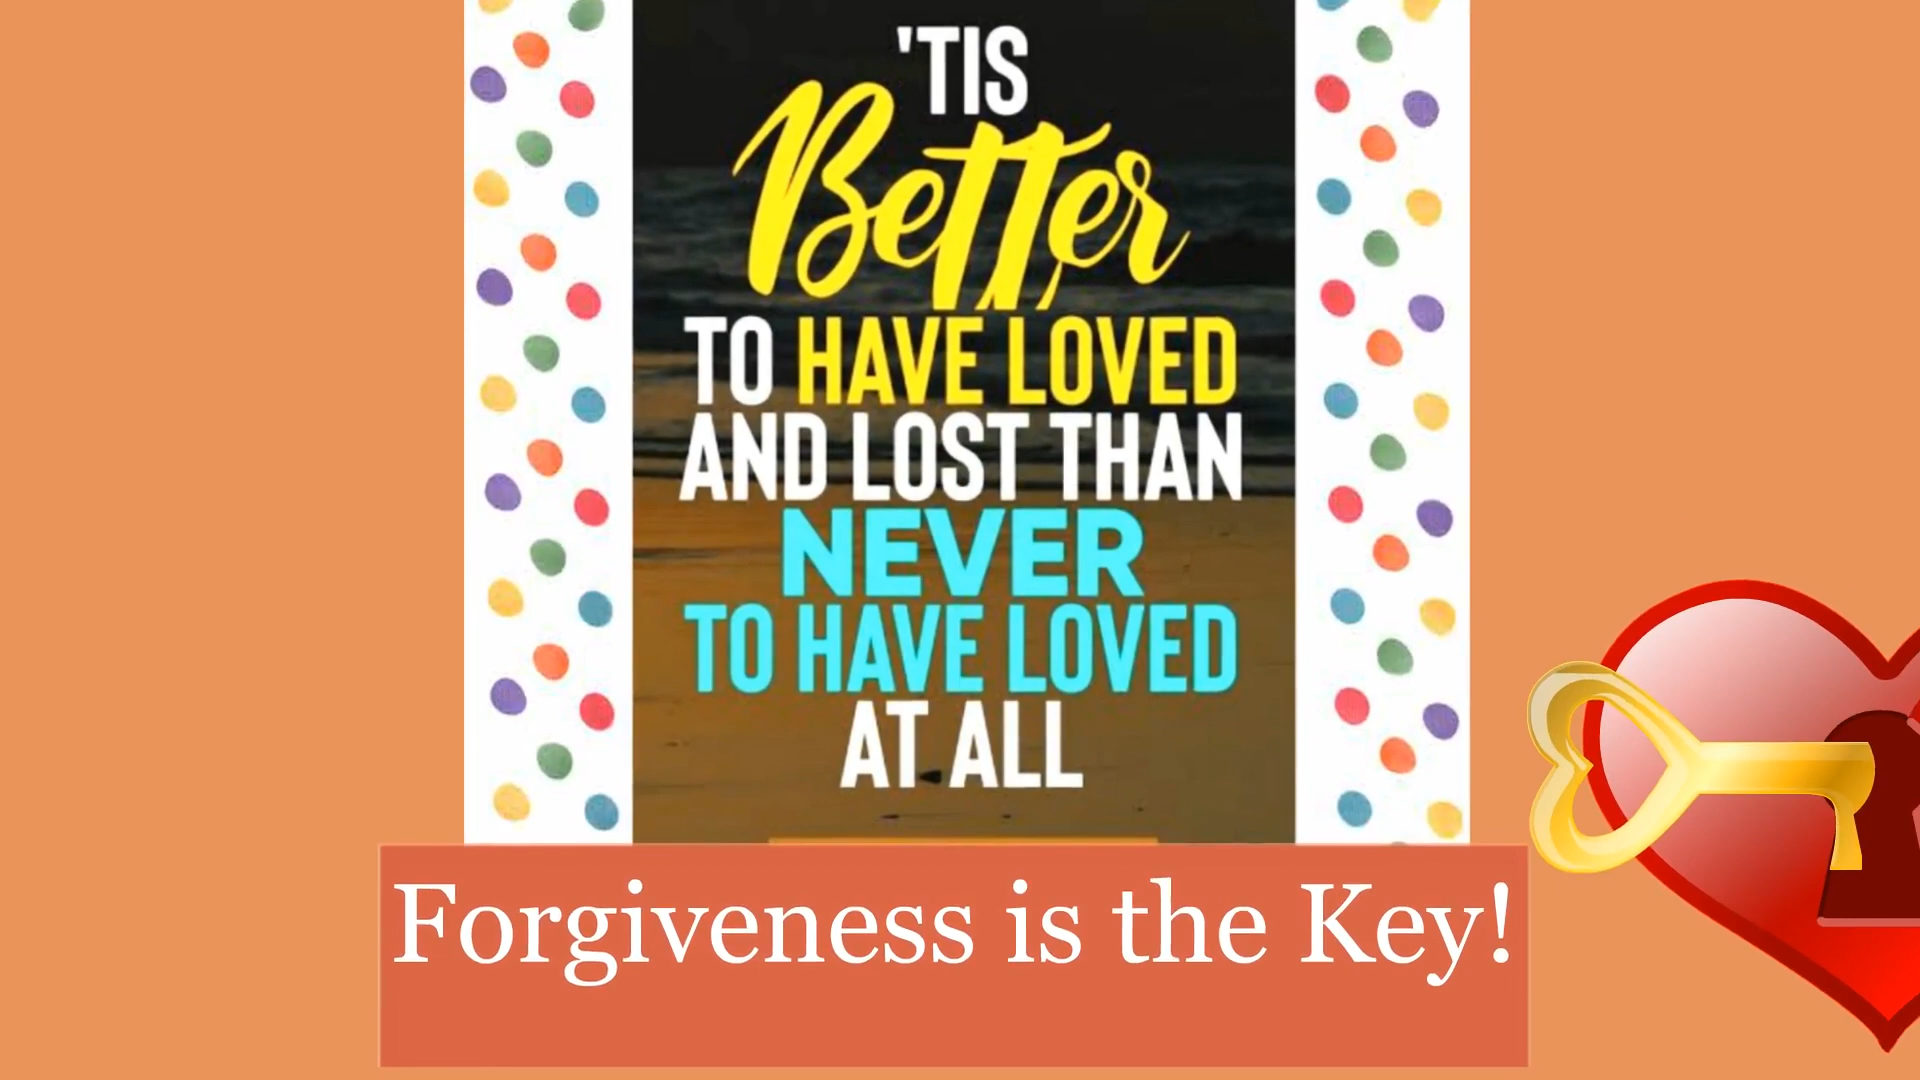 'TIS
Better
TO HAVE LOVED
AND LOST THAN
NEVER
TO HAVE LOVED
AT ALL
Forgiveness is the Key!